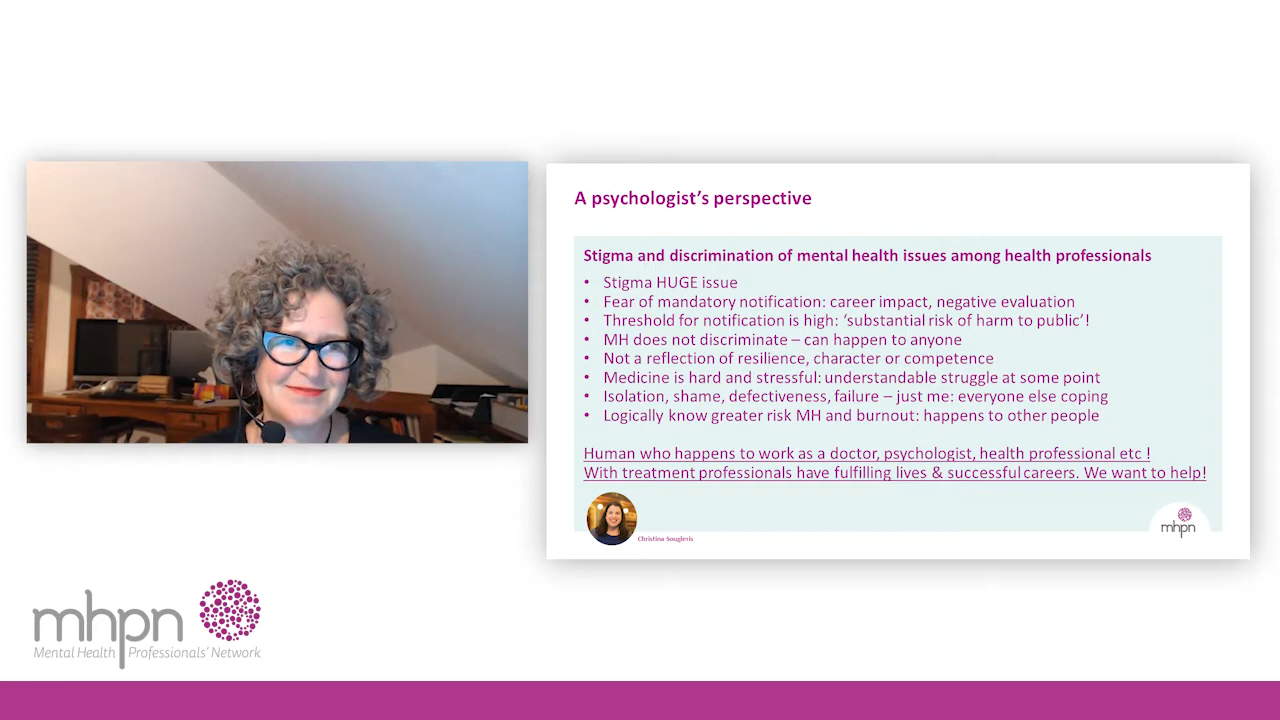 A psychologist's perspective
Stigma and discrimination of mental health issues among health professionals
• Stigma HUGE issue
• Fear of mandatory notification: career impact, negative evaluation
• Threshold for notification is high: ‘substantial risk of harm to public’!
• MH does not discriminate – can happen to anyone
• Not a reflection of resilience, character or competence
• Medicine is hard and stressful: understandable struggle at some point
• Isolation, shame, defectiveness, failure – just me: everyone else coping
• Logically know greater risk MH and burnout: happens to other people
Human who happens to work as a doctor, psychologist, health professional etc !
With treatment professionals have fulfilling lives & successful careers. We want to help!
Christina Sougleris
mhpn
mhpn
Mental Health Professionals' Network